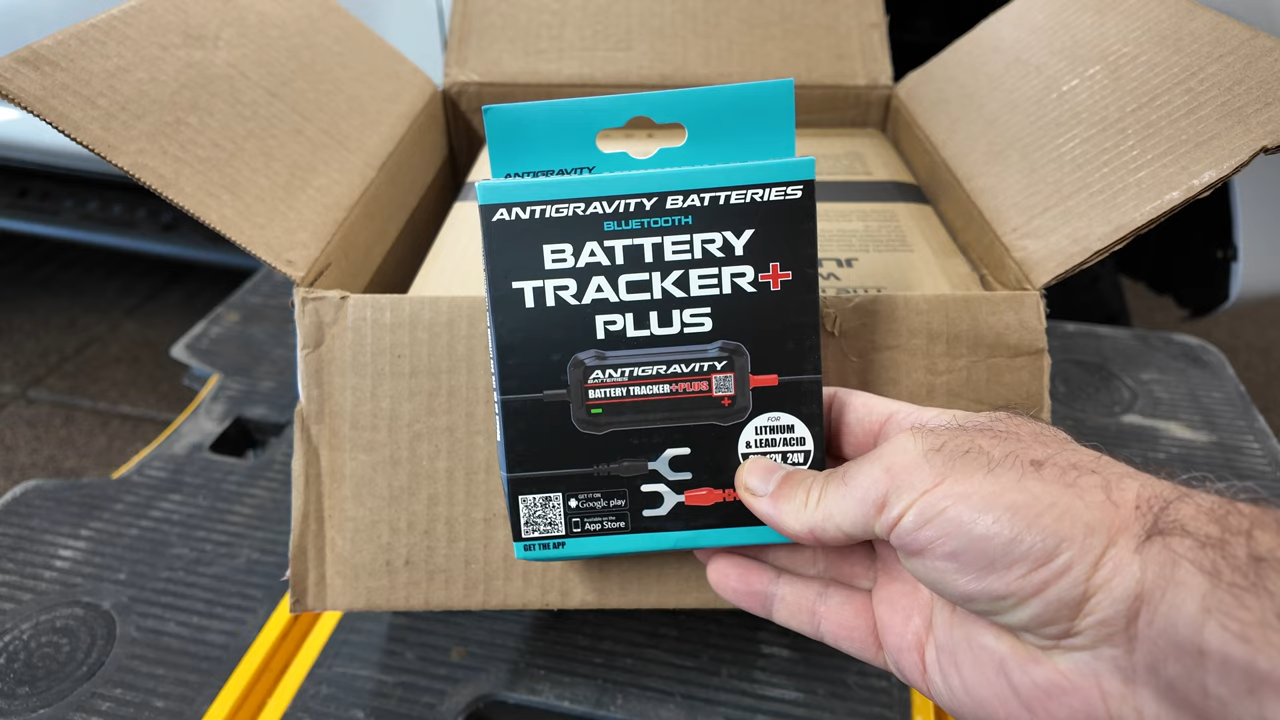 ANTIGRAVITY
ANTIGRAVITY BATTERIES
BLUETOOTH
BATTERY
TRACKER+
PLUS
ANTIGRAVITY
BATTERIES
BATTERY TRACKER+PLUS
+
FOR
LITHIUM
& LEAD/ACID
12V, 24V
GET IT ON
Google play
Available on the
App Store
GET THE APP